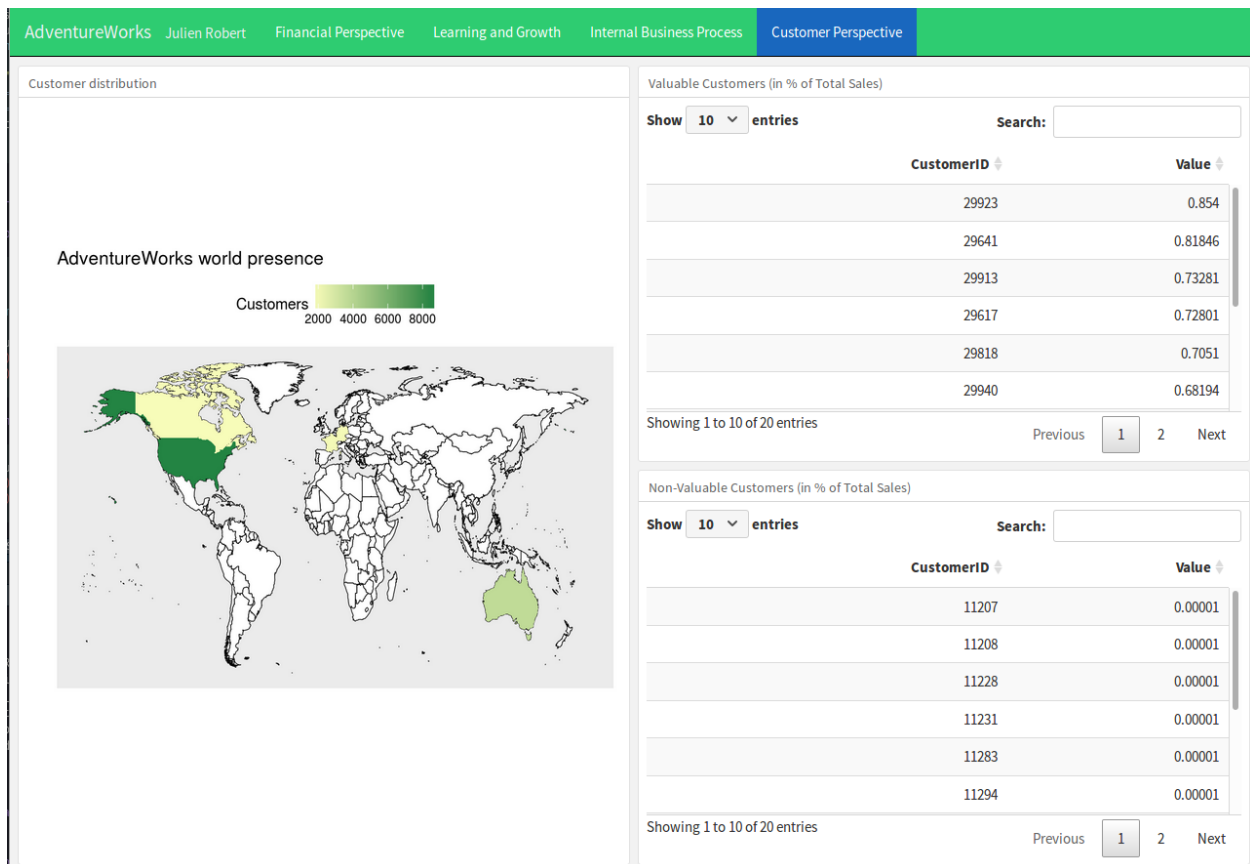 AdventureWorks Julien Robert Financial Perspective Learning and Growth Internal Business Process Customer Perspective
Customer distribution
AdventureWorks world presence
Customers
2000 4000 6000 8000
Valuable Customers (in % of Total Sales)
Show 10 entries Search:
CustomerID Value
29923 0.854
29641 0.81846
29913 0.73281
29617 0.72801
29818 0.7051
29940 0.68194
Showing 1 to 10 of 20 entries
Previous 1 2 Next
Non-Valuable Customers (in % of Total Sales)
Show 10 entries Search:
CustomerID Value
11207 0.00001
11208 0.00001
11228 0.00001
11231 0.00001
11283 0.00001
11294 0.00001
Showing 1 to 10 of 20 entries
Previous 1 2 Next